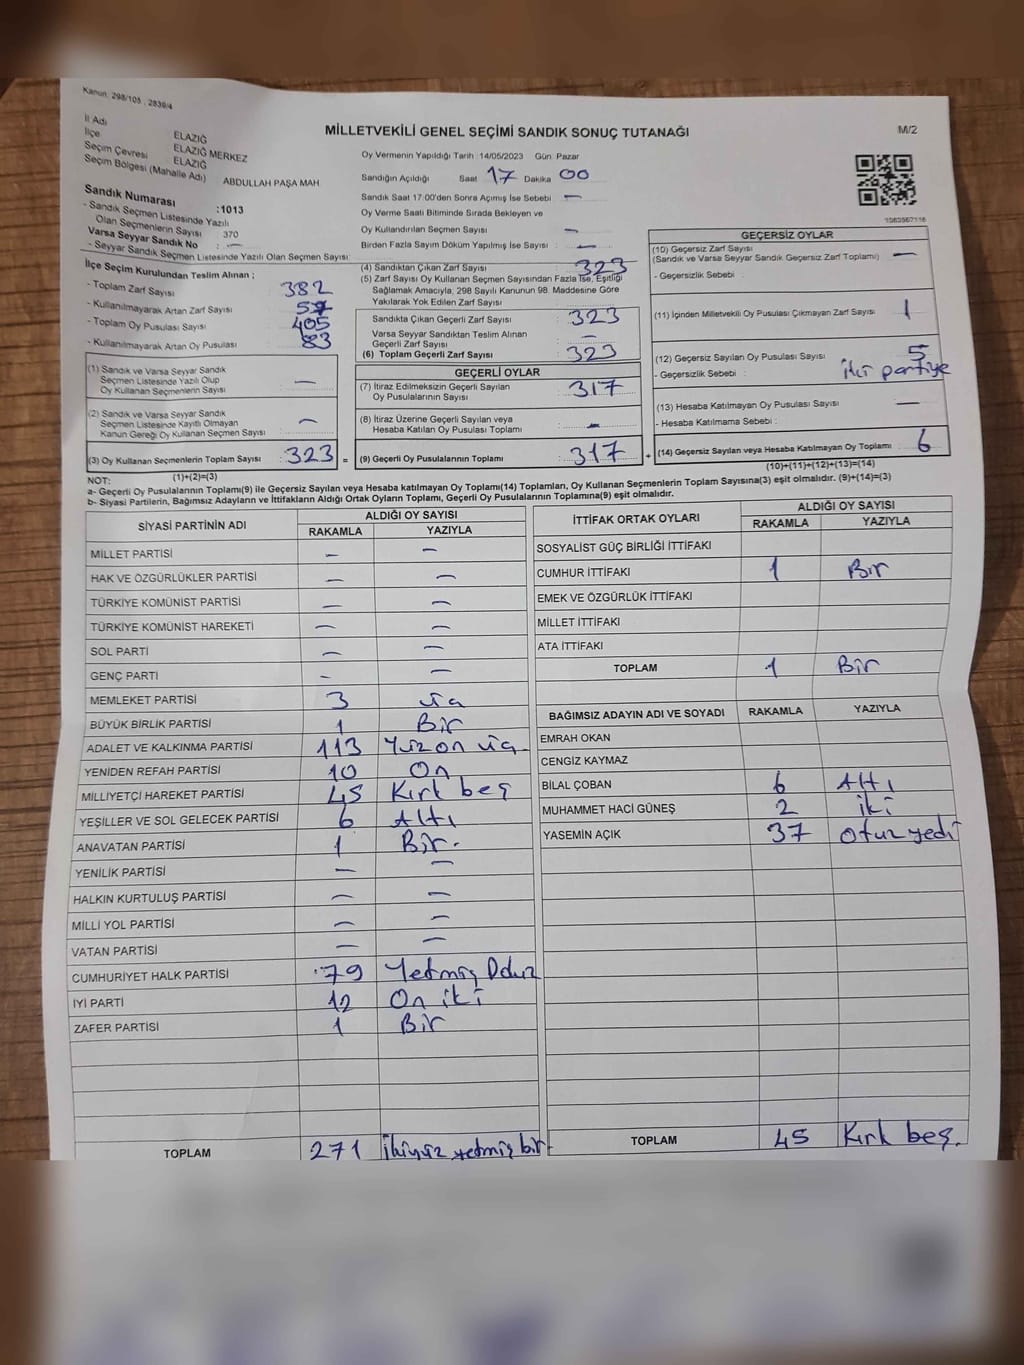 Kanun: 298/105 , 2839/4
MİLLETVEKİLİ GENEL SEÇİMİ SANDIK SONUÇ TUTANAĞI
M/2
İl Adı ELAZIĞ
İlçe ELAZIĞ MERKEZ
Seçim Çevresi ELAZIĞ
Seçim Bölgesi (Mahalle Adı) : ABDULLAH PAŞA MAH
Sandık Numarası :1013
- Sandık Seçmen Listesinde Yazılı
Olan Seçmenlerin Sayısı : 370
Varsa Seyyar Sandık No : —
- Seyyar Sandık Seçmen Listesinde Yazılı Olan Seçmen Sayısı
İlçe Seçim Kurulundan Teslim Alınan ;
- Toplam Zarf Sayısı : 382
- Kullanılmayarak Artan Zarf Sayısı :
- Toplam Oy Pusulası Sayısı : 405
- Kullanılmayarak Artan Oy Pusulası : 83
(1) Sandık ve Varsa Seyyar Sandık
Seçmen Listesinde Yazılı Olup
Oy Kullanan Seçmenlerin Sayısı : —
(2) Sandık ve Varsa Seyyar Sandık
Seçmen Listesinde Kayıtlı Olmayan
Kanun Gereği Oy Kullanan Seçmen Sayısı : —
(3) Oy Kullanan Seçmenlerin Toplam Sayısı : 323 =
(1)+(2)=(3)
Oy Vermenin Yapıldığı Tarih :14/05/2023 Gün Pazar
Sandığın Açıldığı Saat 17 Dakika 00
Sandık Saat 17:00'den Sonra Açımış İse Sebebi : —
Oy Verme Saati Bitiminde Sırada Bekleyen ve
Oy Kullandırılan Seçmen Sayısı : —
Birden Fazla Sayım Döküm Yapılmış İse Sayısı : —
(4) Sandıktan Çıkan Zarf Sayısı : 323
(5) Zarf Sayısı Oy Kullanan Seçmen Sayısından Fazla İse, Eşitliği
Sağlamak Amacıyla, 298 Sayılı Kanunun 98. Maddesine Göre
Yakılarak Yok Edilen Zarf Sayısı :
Sandıkta Çıkan Geçerli Zarf Sayısı : 323
Varsa Seyyar Sandıktan Teslim Alınan
Geçerli Zarf Sayısı : —
(6) Toplam Geçerli Zarf Sayısı : 323
GEÇERLİ OYLAR
(7) İtiraz Edilmeksizin Geçerli Sayılan
Oy Pusulalarının Sayısı : 317
(8) İtiraz Üzerine Geçerli Sayılan veya
Hesaba Katılan Oy Pusulası Toplamı : —
(9) Geçerli Oy Pusulalarının Toplamı : 317 +
1083567116
GEÇERSİZ OYLAR
(10) Geçersiz Zarf Sayısı
(Sandık ve Varsa Seyyar Sandık Geçersiz Zarf Toplamı) : —
- Geçersizlik Sebebi :
(11) İçinden Milletvekili Oy Pusulası Çıkmayan Zarf Sayısı : 1
(12) Geçersiz Sayılan Oy Pusulası Sayısı : 5
- Geçersizlik Sebebi : iki partiye
(13) Hesaba Katılmayan Oy Pusulası Sayısı : —
- Hesaba Katılmama Sebebi :
(14) Geçersiz Sayılan veya Hesaba Katılmayan Oy Toplamı : 6
(10)+(11)+(12)+(13)=(14)
NOT:
a- Geçerli Oy Pusulalarının Toplamı(9) ile Geçersiz Sayılan veya Hesaba katılmayan Oy Toplamı(14) Toplamları, Oy Kullanan Seçmenlerin Toplam Sayısına(3) eşit olmalıdır. (9)+(14)=(3)
b- Siyasi Partilerin, Bağımsız Adayların ve İttifakların Aldığı Ortak Oyların Toplamı, Geçerli Oy Pusulalarının Toplamına(9) eşit olmalıdır.
SİYASİ PARTİNİN ADI ALDIĞI OY SAYISI
RAKAMLA YAZIYLA
MİLLET PARTİSİ — —
HAK VE ÖZGÜRLÜKLER PARTİSİ — —
TÜRKİYE KOMÜNİST PARTİSİ — —
TÜRKİYE KOMÜNİST HAREKETİ — —
SOL PARTİ — —
GENÇ PARTİ — —
MEMLEKET PARTİSİ 3 üç
BÜYÜK BİRLİK PARTİSİ 1 Bir
ADALET VE KALKINMA PARTİSİ 113 Yüz on üç
YENİDEN REFAH PARTİSİ 10 On
MİLLİYETÇİ HAREKET PARTİSİ 45 Kırk beş
YEŞİLLER VE SOL GELECEK PARTİSİ 6 Altı
ANAVATAN PARTİSİ 1 Bir.
YENİLİK PARTİSİ — —
HALKIN KURTULUŞ PARTİSİ — —
MİLLİ YOL PARTİSİ — —
VATAN PARTİSİ — —
CUMHURİYET HALK PARTİSİ 79 Yetmiş Dokuz
İYİ PARTİ 12 On iki
ZAFER PARTİSİ 1 Bir
TOPLAM 271 İkiyüz yetmiş bir
İTTİFAK ORTAK OYLARI ALDIĞI OY SAYISI
RAKAMLA YAZIYLA
SOSYALİST GÜÇ BİRLİĞİ İTTİFAKI
CUMHUR İTTİFAKI 1 Bir
EMEK VE ÖZGÜRLÜK İTTİFAKI
MİLLET İTTİFAKI
ATA İTTİFAKI
TOPLAM 1 Bir
BAĞIMSIZ ADAYIN ADI VE SOYADI RAKAMLA YAZIYLA
EMRAH OKAN
CENGİZ KAYMAZ
BİLAL ÇOBAN 6 Altı
MUHAMMET HACİ GÜNEŞ 2 iki
YASEMİN AÇIK 37 otuz yedi
TOPLAM 45 Kırk beş.